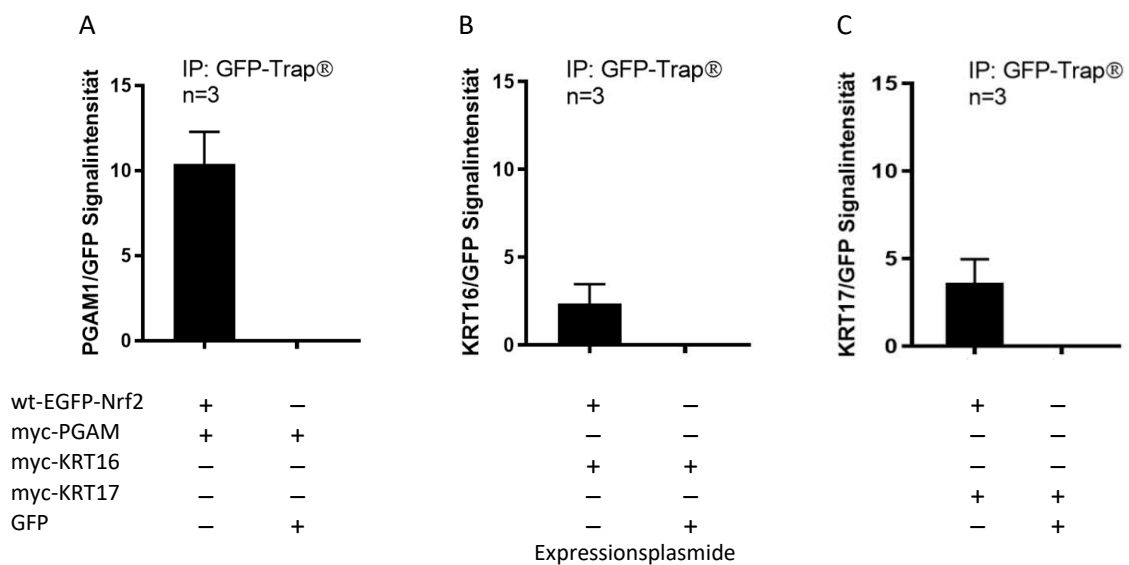 A
B
C
IP: GFP-Trap®
n=3
PGAM1/GFP Signalintensität
15
10
5
0
IP: GFP-Trap®
n=3
KRT16/GFP Signalintensität
15
10
5
0
IP: GFP-Trap®
n=3
KRT17/GFP Signalintensität
15
10
5
0
wt-EGFP-Nrf2 + – + – + –
myc-PGAM + + – – – –
myc-KRT16 – – + + – –
myc-KRT17 – – – – + +
GFP – + – + – +
Expressionsplasmide